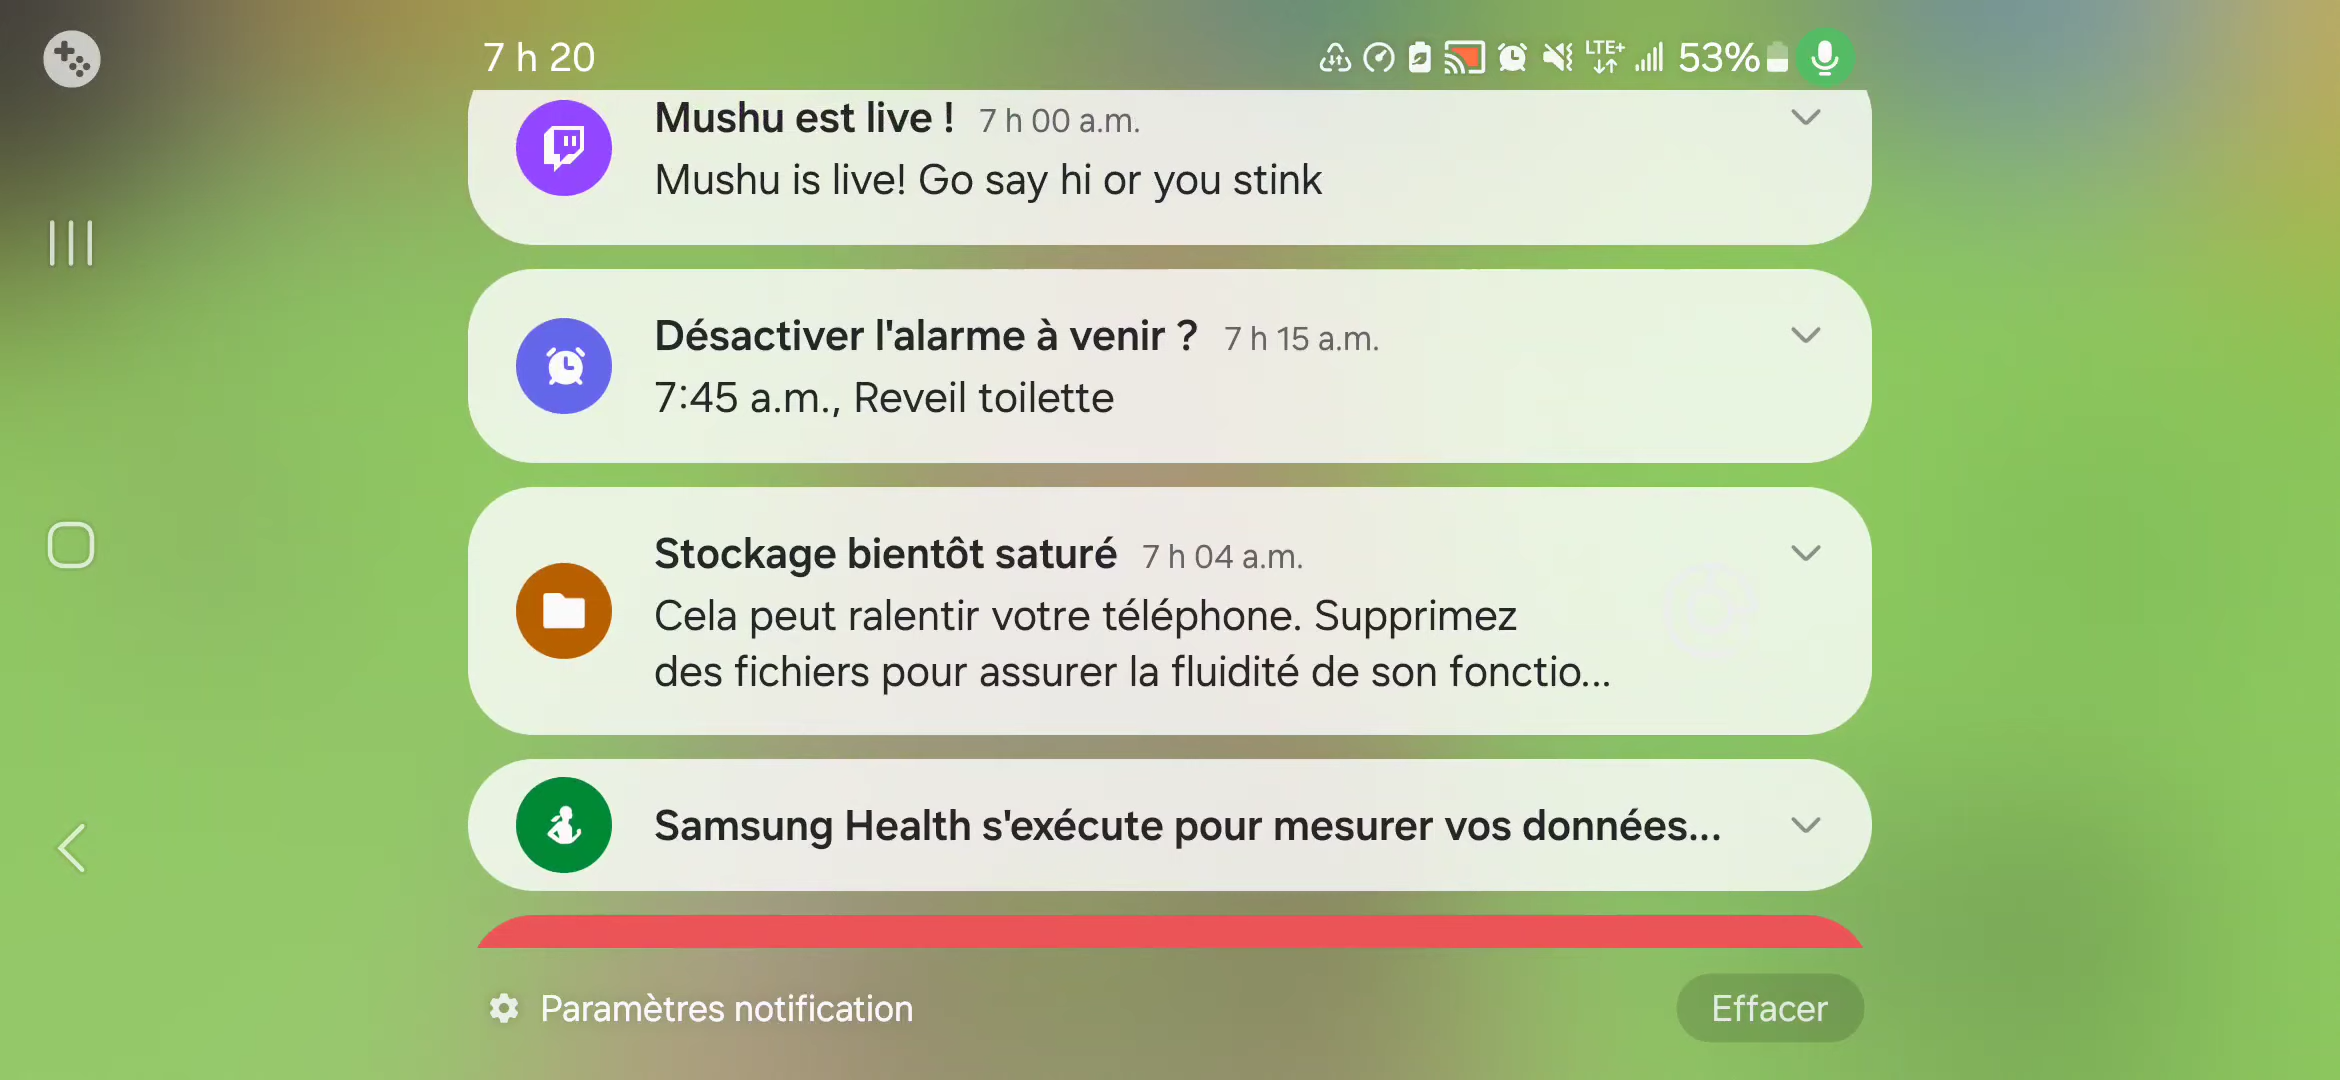 7 h 20
LTE+ 53%
Mushu est live ! 7 h 00 a.m.
Mushu is live! Go say hi or you stink
Désactiver l'alarme à venir ? 7 h 15 a.m.
7:45 a.m., Reveil toilette
Stockage bientôt saturé 7 h 04 a.m.
Cela peut ralentir votre téléphone. Supprimez
des fichiers pour assurer la fluidité de son fonctio...
Samsung Health s'exécute pour mesurer vos données...
Paramètres notification
Effacer